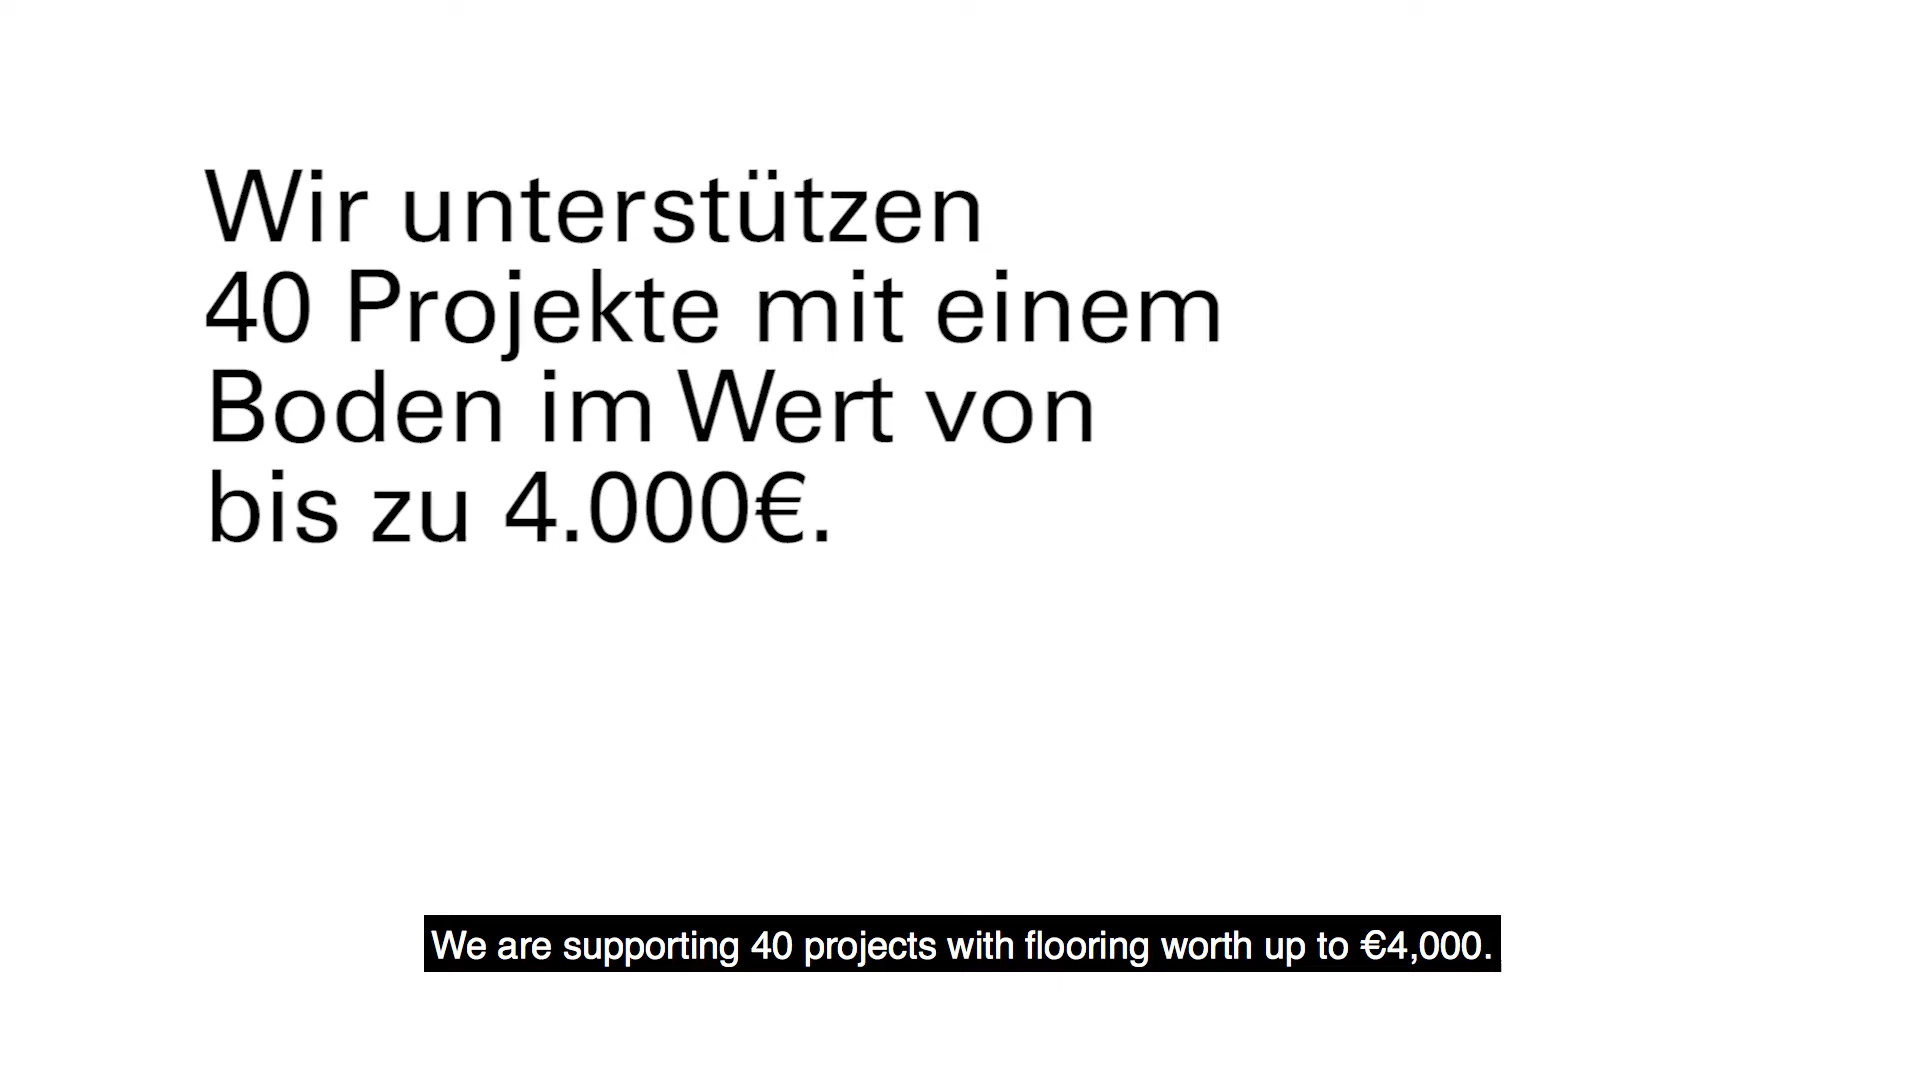 Wir unterstützen
40 Projekte mit einem
Boden im Wert von
bis zu 4.000€.
We are supporting 40 projects with flooring worth up to €4,000.